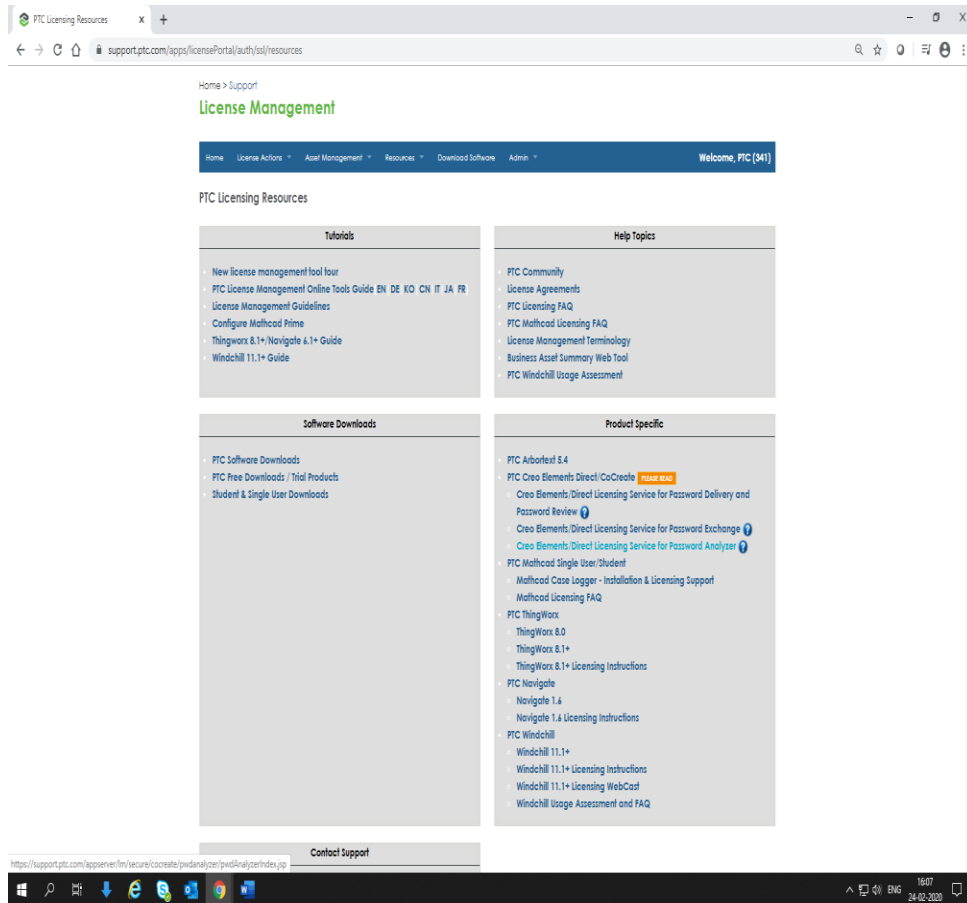 PTC Licensing Resources
support.ptc.com/apps/licensePortal/auth/ssl/resources
Home > Support
License Management
Home License Actions Asset Management Resources Download Software Admin Welcome, PTC (341)
PTC Licensing Resources
Tutorials
New license management tool tour
PTC License Management Online Tools Guide EN DE KO CN IT JA FR
License Management Guidelines
Configure Mathcad Prime
Thingworx 8.1+/Navigate 6.1+ Guide
Windchill 11.1+ Guide
Help Topics
PTC Community
License Agreements
PTC Licensing FAQ
PTC Mathcad Licensing FAQ
License Management Terminology
Business Asset Summary Web Tool
PTC Windchill Usage Assessment
Software Downloads
PTC Software Downloads
PTC Free Downloads / Trial Products
Student & Single User Downloads
Product Specific
PTC Arbortext 5.4
PTC Creo Elements Direct/CoCreate PLEASE READ
Creo Elements/Direct Licensing Service for Password Delivery and
Password Review ?
Creo Elements/Direct Licensing Service for Password Exchange ?
Creo Elements/Direct Licensing Service for Password Analyzer ?
PTC Mathcad Single User/Student
Mathcad Case Logger - Installation & Licensing Support
Mathcad Licensing FAQ
PTC ThingWorx
ThingWorx 8.0
ThingWorx 8.1+
ThingWorx 8.1+ Licensing Instructions
PTC Navigate
Navigate 1.6
Navigate 1.6 Licensing Instructions
PTC Windchill
Windchill 11.1+
Windchill 11.1+ Licensing Instructions
Windchill 11.1+ Licensing WebCast
Windchill Usage Assessment and FAQ
Contact Support
https://support.ptc.com/appserver/lm/secure/cocreate/pwdanalyzer/pwdAnalyzerIndex.jsp
ENG
16:07
24-02-2020